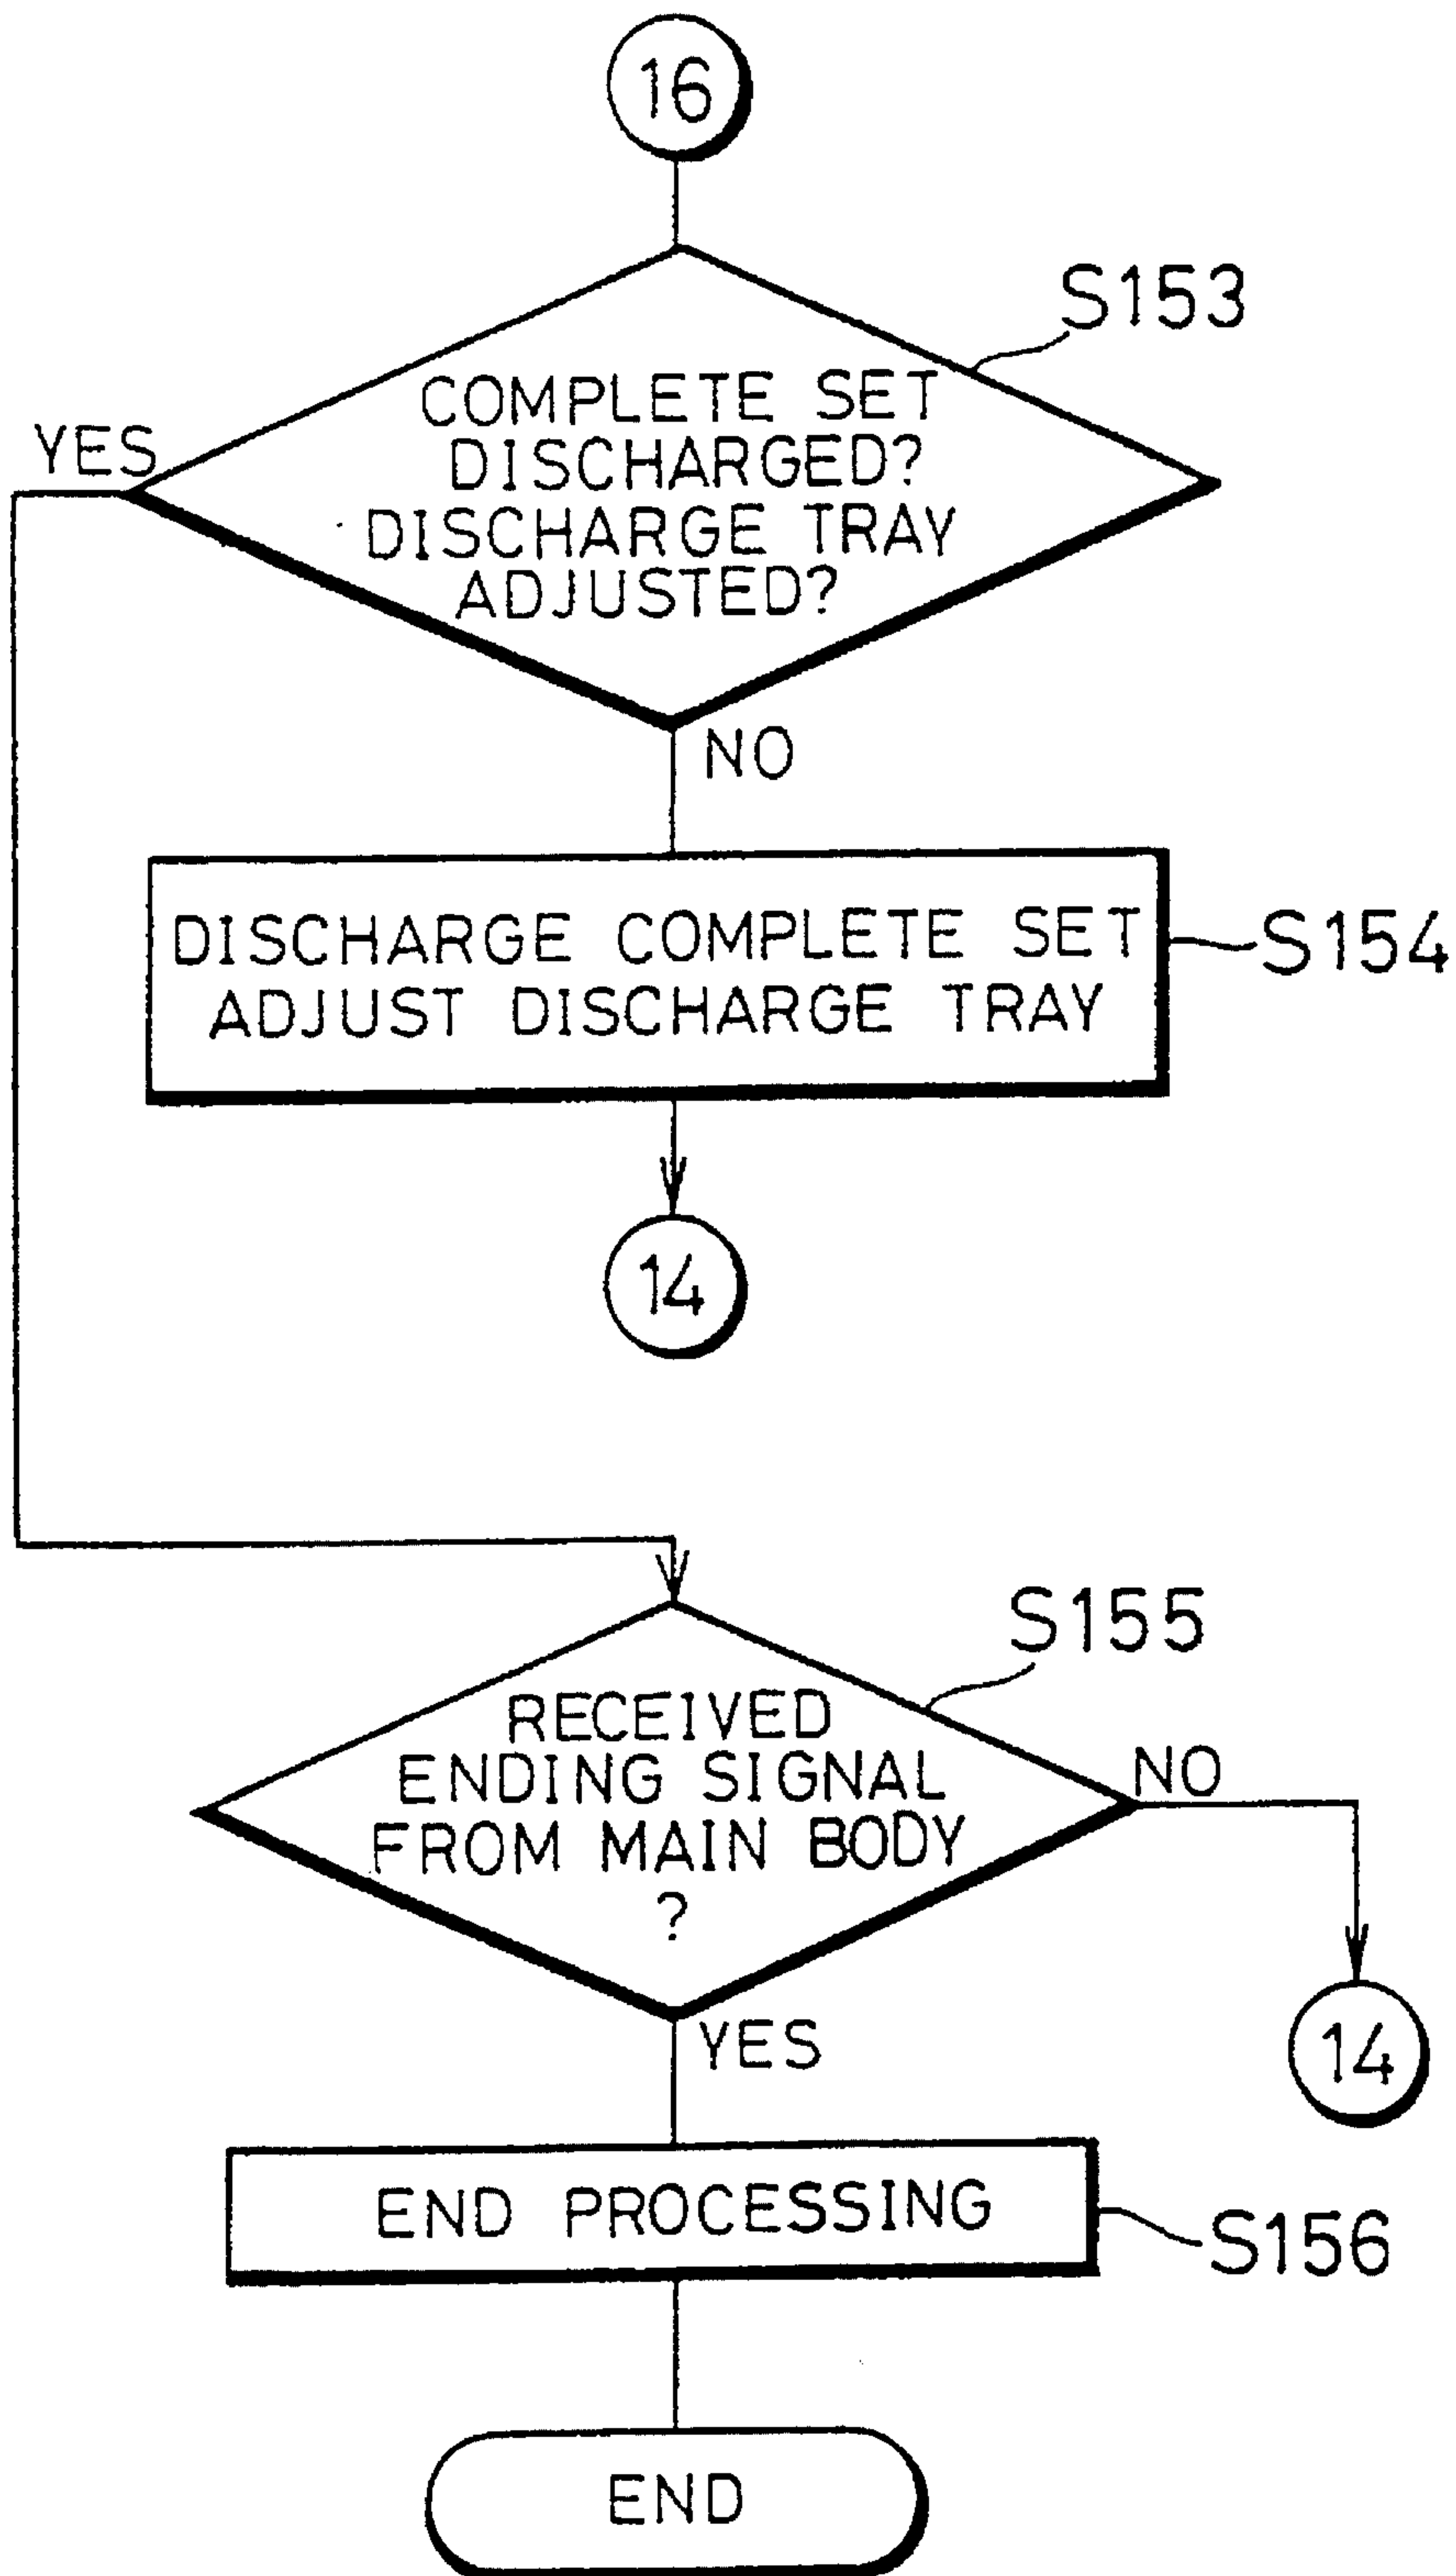 16
S153
COMPLETE SET
DISCHARGED?
DISCHARGE TRAY
ADJUSTED?
YES
NO
DISCHARGE COMPLETE SET
ADJUST DISCHARGE TRAY
S154
14
S155
RECEIVED
ENDING SIGNAL
FROM MAIN BODY
?
NO
14
YES
END PROCESSING
S156
END